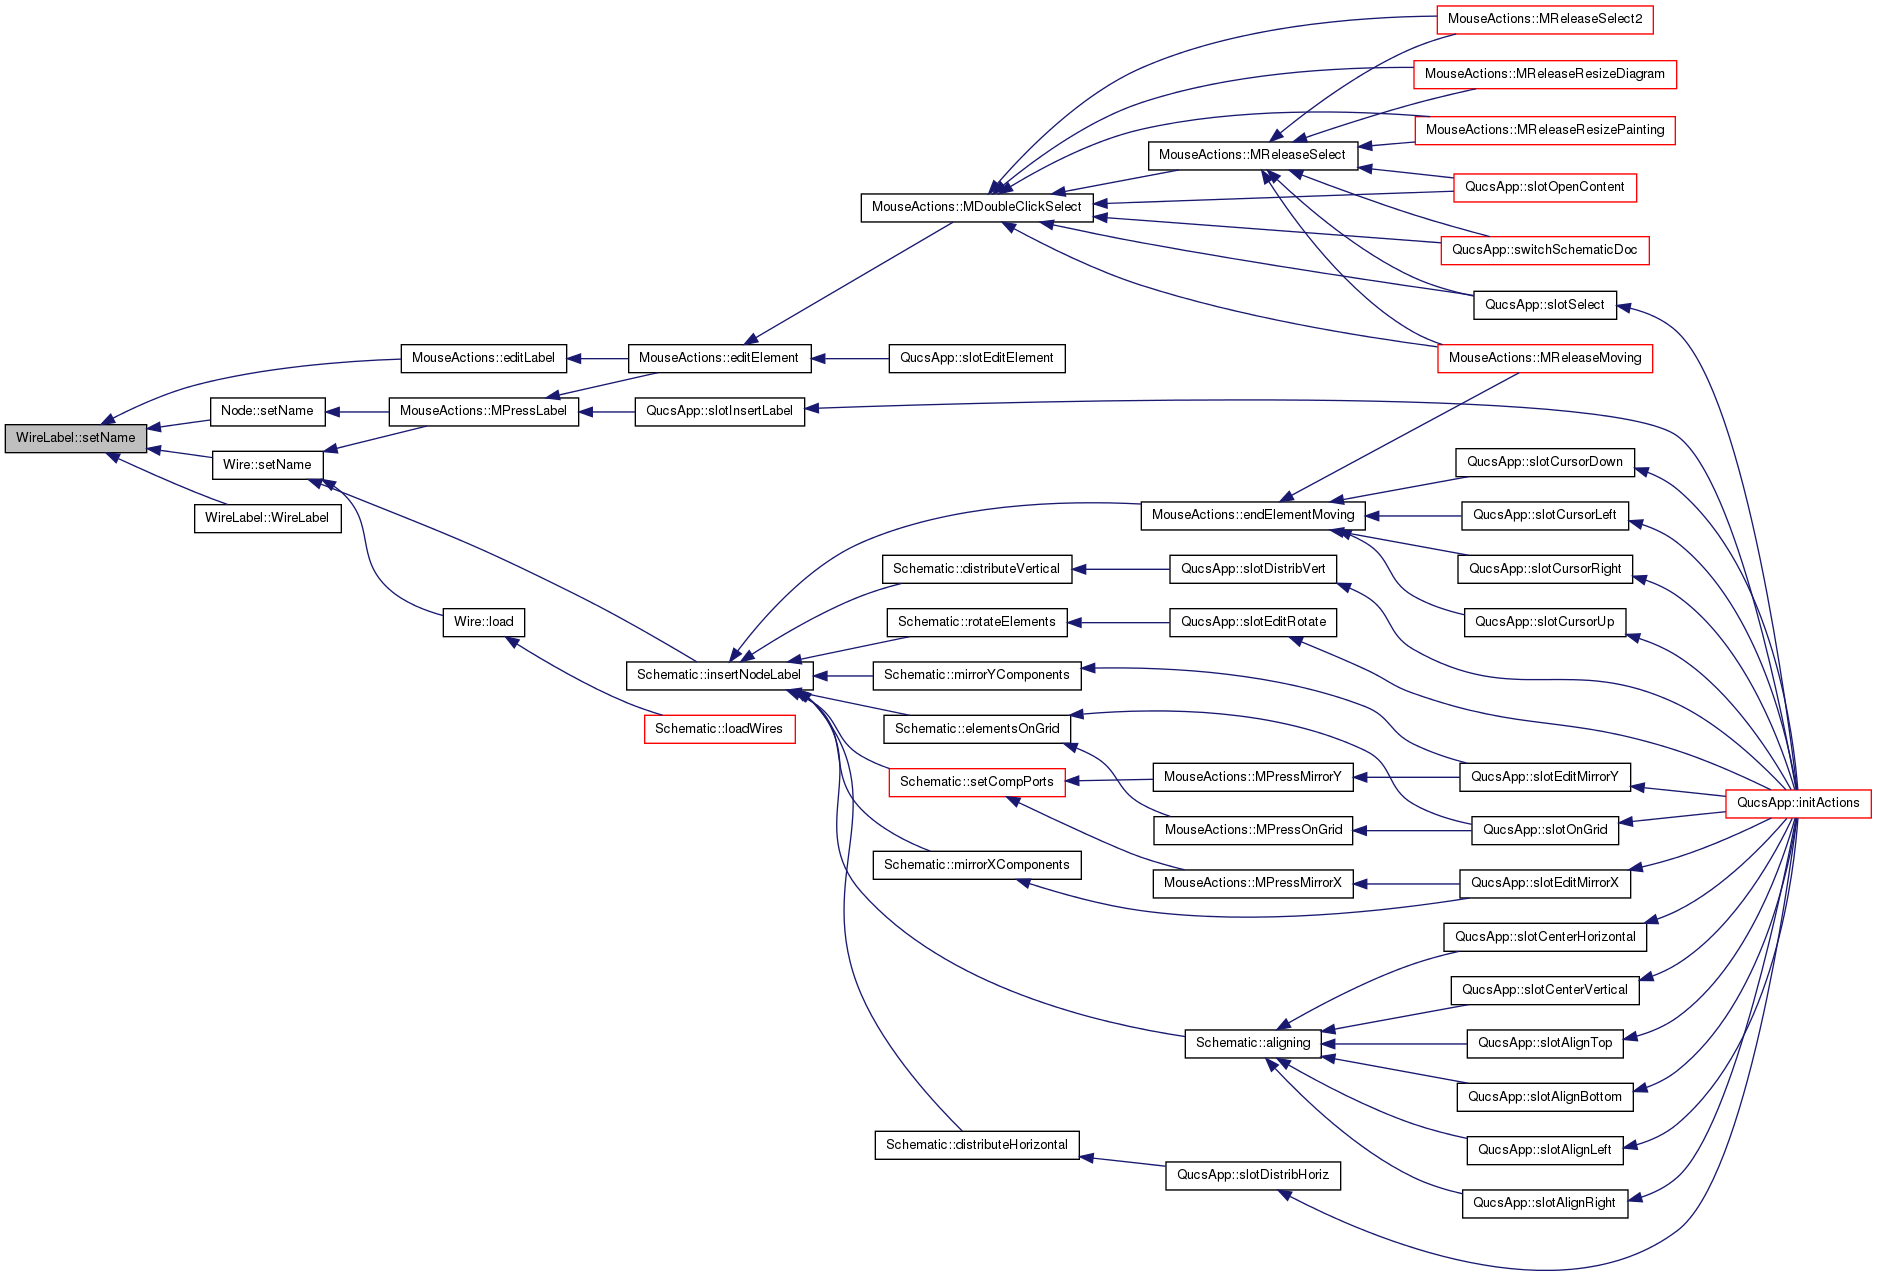 MouseActions::MReleaseSelect2
MouseActions::MReleaseResizeDiagram
MouseActions::MReleaseResizePainting
MouseActions::MReleaseSelect
QucsApp::slotOpenContent
MouseActions::MDoubleClickSelect
QucsApp::switchSchematicDoc
QucsApp::slotSelect
MouseActions::editLabel
MouseActions::editElement
QucsApp::slotEditElement
MouseActions::MReleaseMoving
Node::setName
MouseActions::MPressLabel
QucsApp::slotInsertLabel
WireLabel::setName
Wire::setName
QucsApp::slotCursorDown
WireLabel::WireLabel
MouseActions::endElementMoving
QucsApp::slotCursorLeft
Schematic::distributeVertical
QucsApp::slotDistribVert
QucsApp::slotCursorRight
Wire::load
Schematic::rotateElements
QucsApp::slotEditRotate
QucsApp::slotCursorUp
Schematic::insertNodeLabel
Schematic::mirrorYComponents
Schematic::loadWires
Schematic::elementsOnGrid
Schematic::setCompPorts
MouseActions::MPressMirrorY
QucsApp::slotEditMirrorY
QucsApp::initActions
MouseActions::MPressOnGrid
QucsApp::slotOnGrid
Schematic::mirrorXComponents
MouseActions::MPressMirrorX
QucsApp::slotEditMirrorX
QucsApp::slotCenterHorizontal
QucsApp::slotCenterVertical
Schematic::aligning
QucsApp::slotAlignTop
QucsApp::slotAlignBottom
Schematic::distributeHorizontal
QucsApp::slotAlignLeft
QucsApp::slotDistribHoriz
QucsApp::slotAlignRight